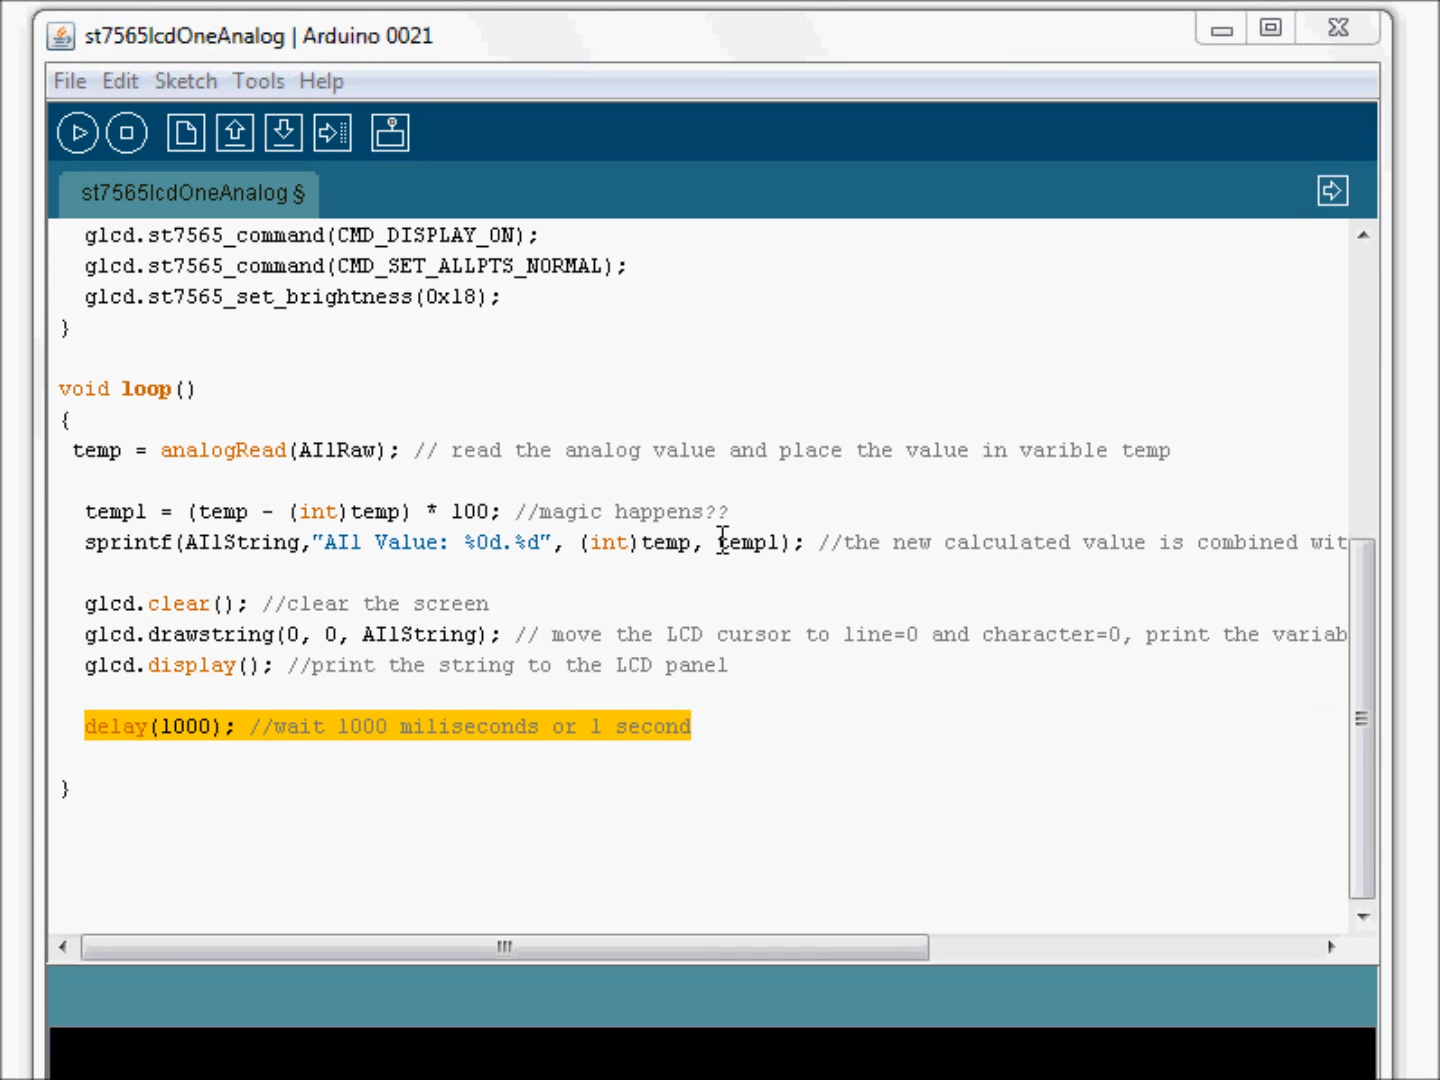 st7565lcdOneAnalog | Arduino 0021
File Edit Sketch Tools Help
st7565lcdOneAnalog §
glcd.st7565_command(CMD_DISPLAY_ON);
glcd.st7565_command(CMD_SET_ALLPTS_NORMAL);
glcd.st7565_set_brightness(0x18);
}
void loop()
{
temp = analogRead(AI1Raw); // read the analog value and place the value in varible temp
temp1 = (temp - (int)temp) * 100; //magic happens??
sprintf(AI1String,"AI1 Value: %0d.%d", (int)temp, temp1); //the new calculated value is combined wit
glcd.clear(); //clear the screen
glcd.drawstring(0, 0, AI1String); // move the LCD cursor to line=0 and character=0, print the variab
glcd.display(); //print the string to the LCD panel
delay(1000); //wait 1000 miliseconds or 1 second
}